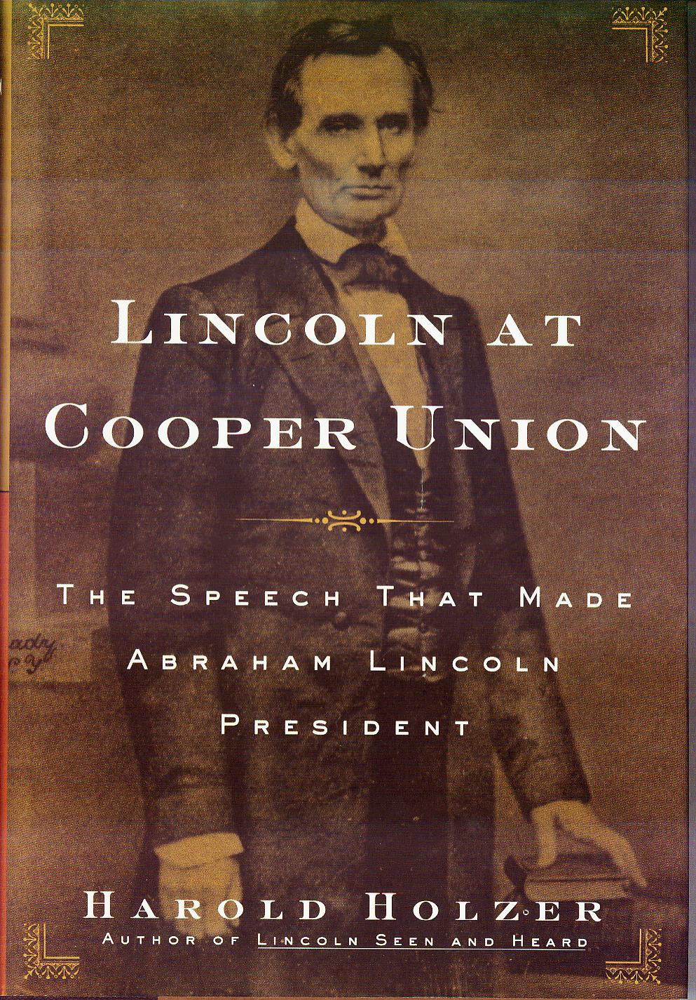 LINCOLN AT
COOPER UNION
THE SPEECH THAT MADE
ABRAHAM LINCOLN
PRESIDENT
ady
HAROLD HOLZER
AUTHOR OF LINCOLN SEEN AND HEARD